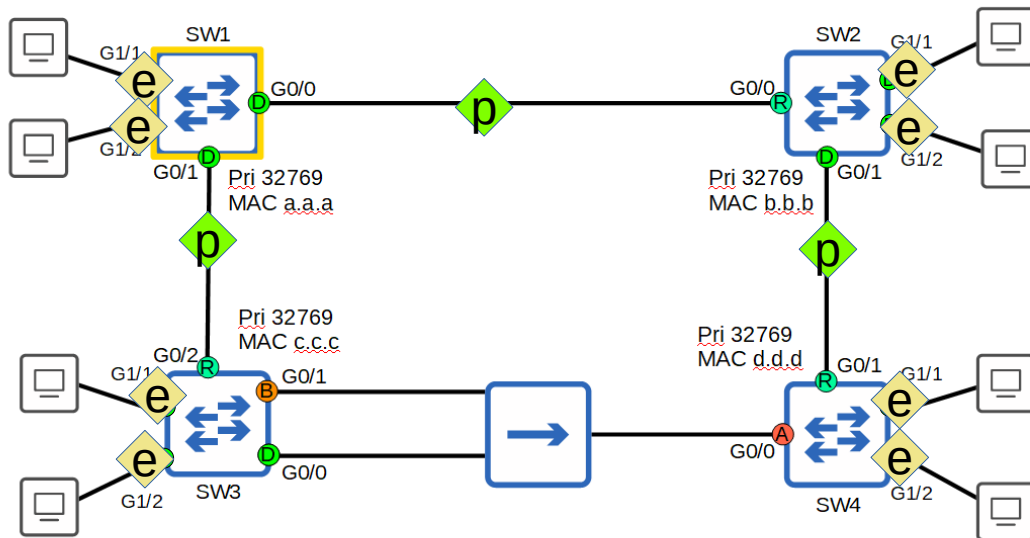 SW1
SW2
G1/1
e
e
G1/2
G0/0
D
p
G0/0
R
G1/1
e
e
G1/2
G0/1
D
Pri 32769
MAC a.a.a
Pri 32769
MAC b.b.b
D
G0/1
p
p
Pri 32769
MAC c.c.c
Pri 32769
MAC d.d.d
G0/2
R
G1/1
e
e
G1/2
B
G0/1
D
G0/0
SW3
R
G0/1
A
G0/0
G1/1
e
e
G1/2
SW4